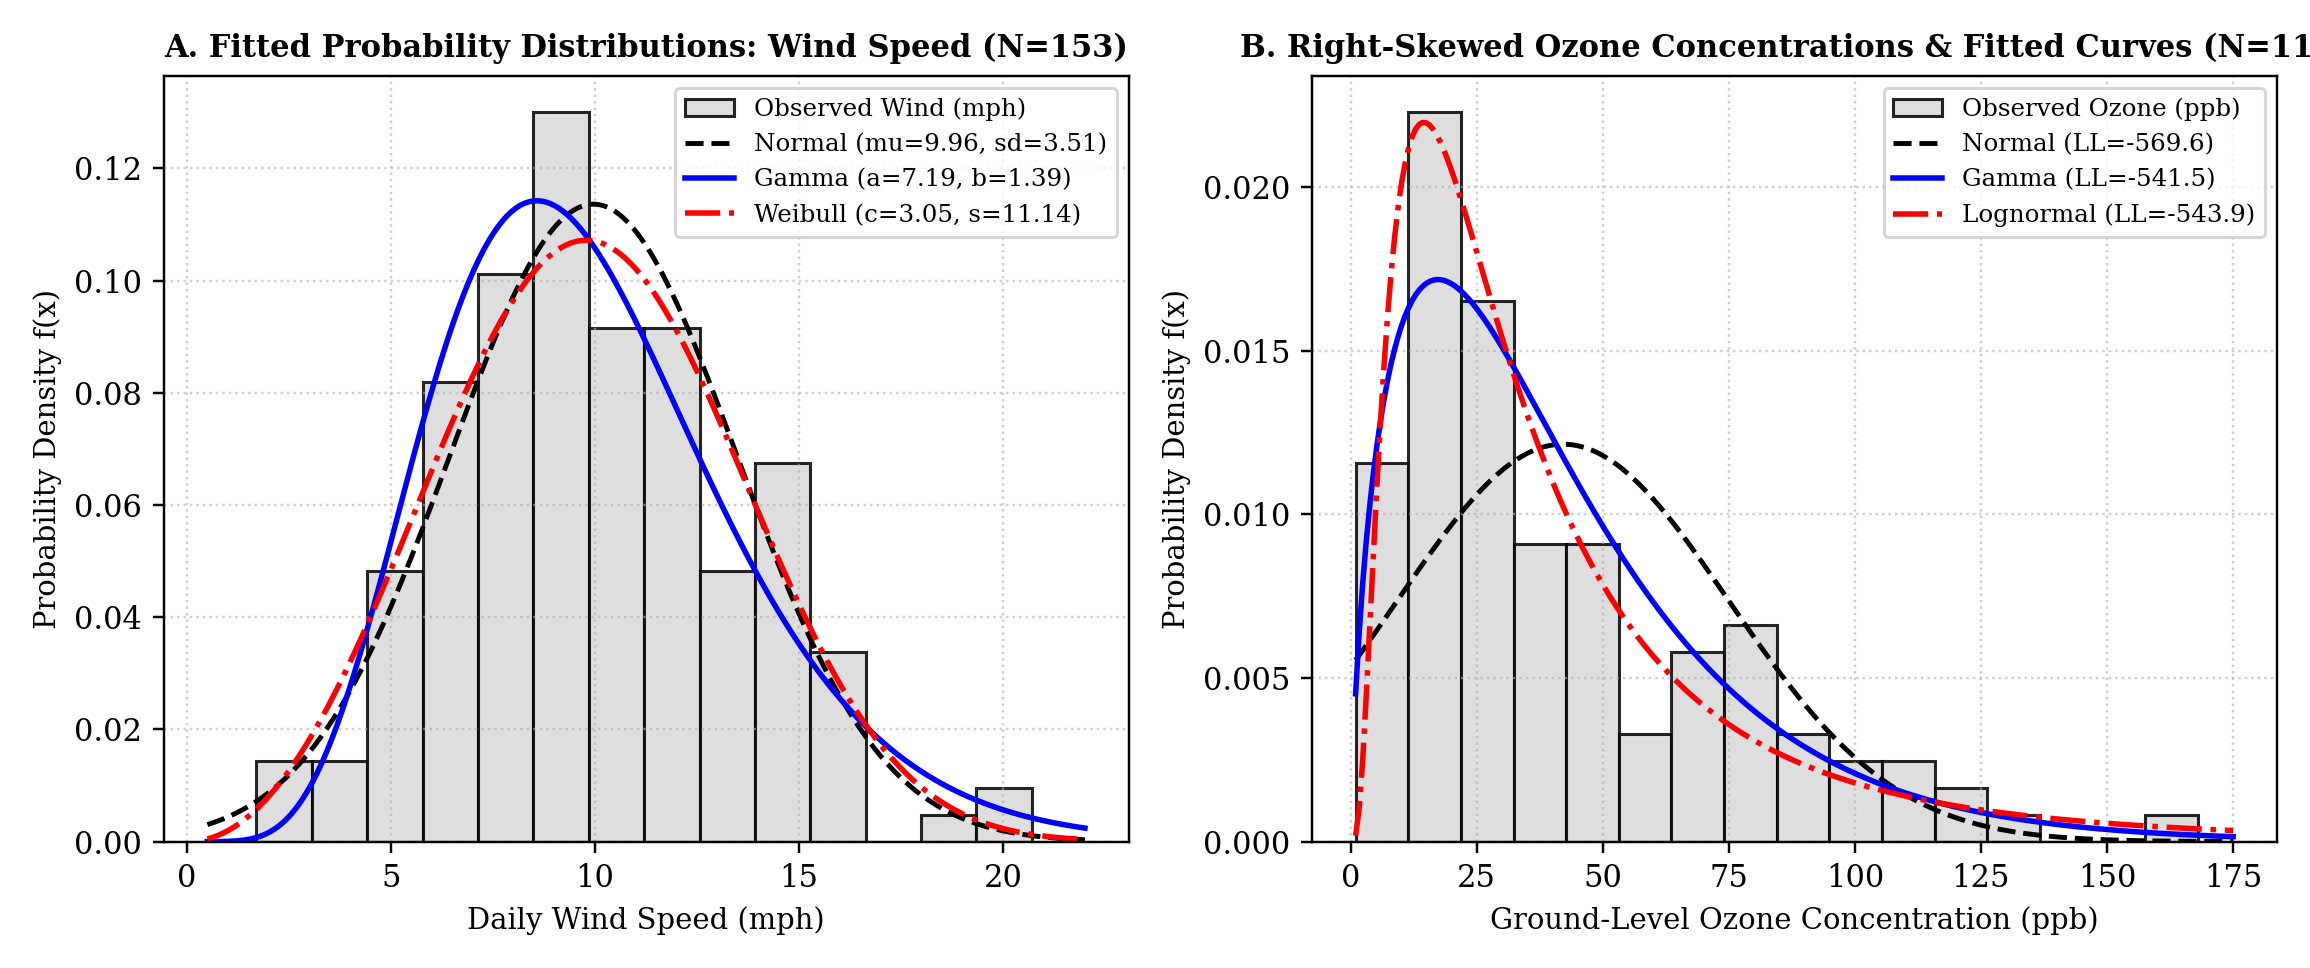 A. Fitted Probability Distributions: Wind Speed (N=153)
Probability Density f(x)
0.12
0.10
0.08
0.06
0.04
0.02
0.00
Observed Wind (mph)
Normal (mu=9.96, sd=3.51)
Gamma (a=7.19, b=1.39)
Weibull (c=3.05, s=11.14)
0 5 10 15 20
Daily Wind Speed (mph)
B. Right-Skewed Ozone Concentrations & Fitted Curves (N=11
Probability Density f(x)
0.020
0.015
0.010
0.005
0.000
Observed Ozone (ppb)
Normal (LL=-569.6)
Gamma (LL=-541.5)
Lognormal (LL=-543.9)
0 25 50 75 100 125 150 175
Ground-Level Ozone Concentration (ppb)